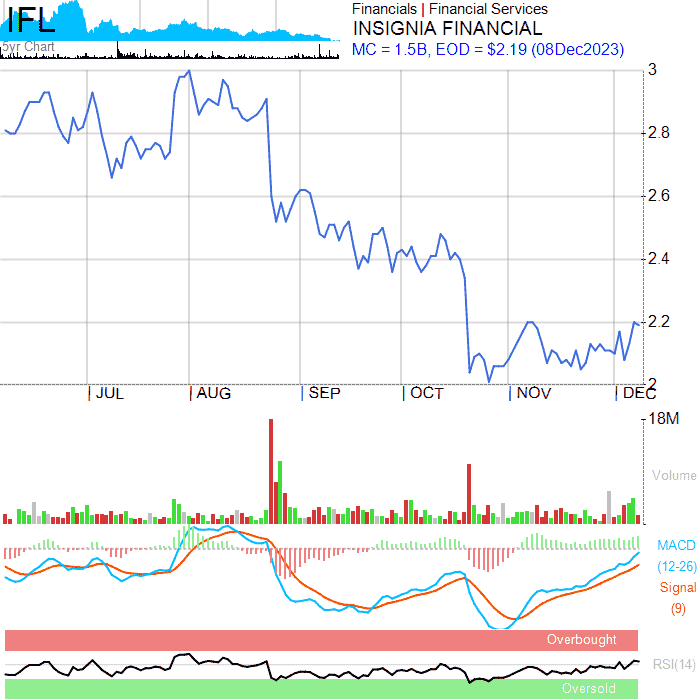 IFL
5yr Chart
Financials | Financial Services
INSIGNIA FINANCIAL
MC = 1.5B, EOD = $2.19 (08Dec2023)
3
2.8
2.6
2.4
2.2
2
JUL AUG SEP OCT NOV DEC
18M
Volume
MACD
(12-26)
Signal
(9)
Overbought
RSI(14)
Oversold